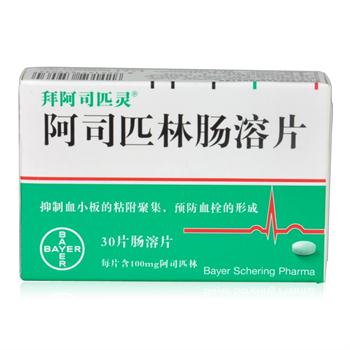 拜阿司匹灵®
阿司匹林肠溶片
抑制血小板的粘附聚集，预防血栓的形成
BAYER
BAYER
30片肠溶片
每片含100mg阿司匹林
Bayer Schering Pharma